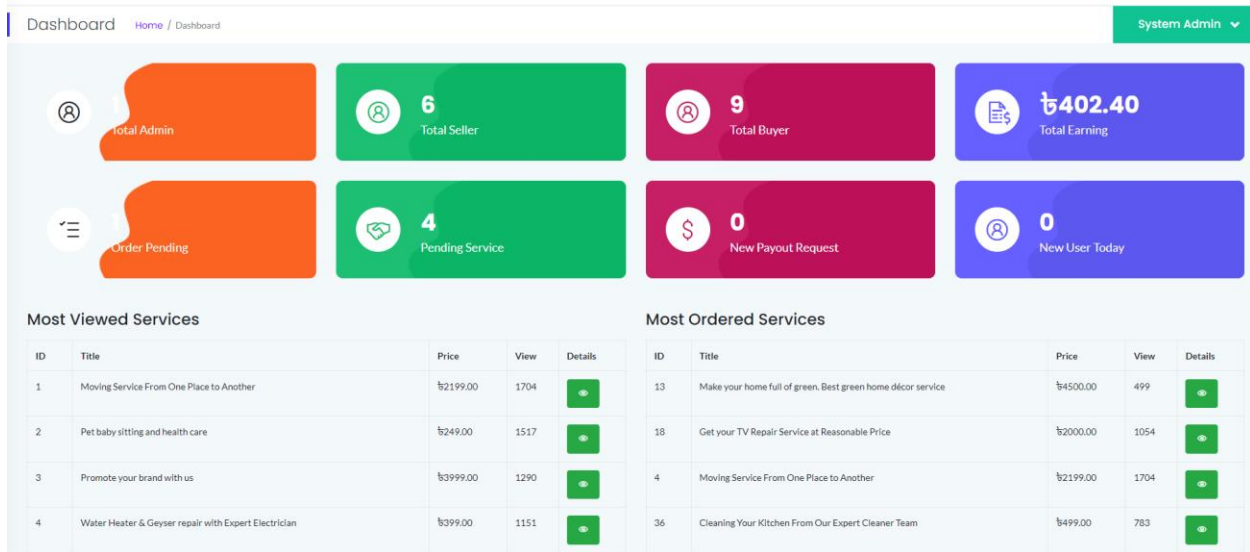 Dashboard Home / Dashboard System Admin
Total Admin
6
Total Seller
9
Total Buyer
৳402.40
Total Earning
Order Pending
4
Pending Service
0
New Payout Request
0
New User Today
Most Viewed Services
ID Title Price View Details
1 Moving Service From One Place to Another ৳2199.00 1704
2 Pet baby sitting and health care ৳249.00 1517
3 Promote your brand with us ৳3999.00 1290
4 Water Heater & Geyser repair with Expert Electrician ৳399.00 1151
Most Ordered Services
ID Title Price View Details
13 Make your home full of green. Best green home décor service ৳4500.00 499
18 Get your TV Repair Service at Reasonable Price ৳2000.00 1054
4 Moving Service From One Place to Another ৳2199.00 1704
36 Cleaning Your Kitchen From Our Expert Cleaner Team ৳499.00 783